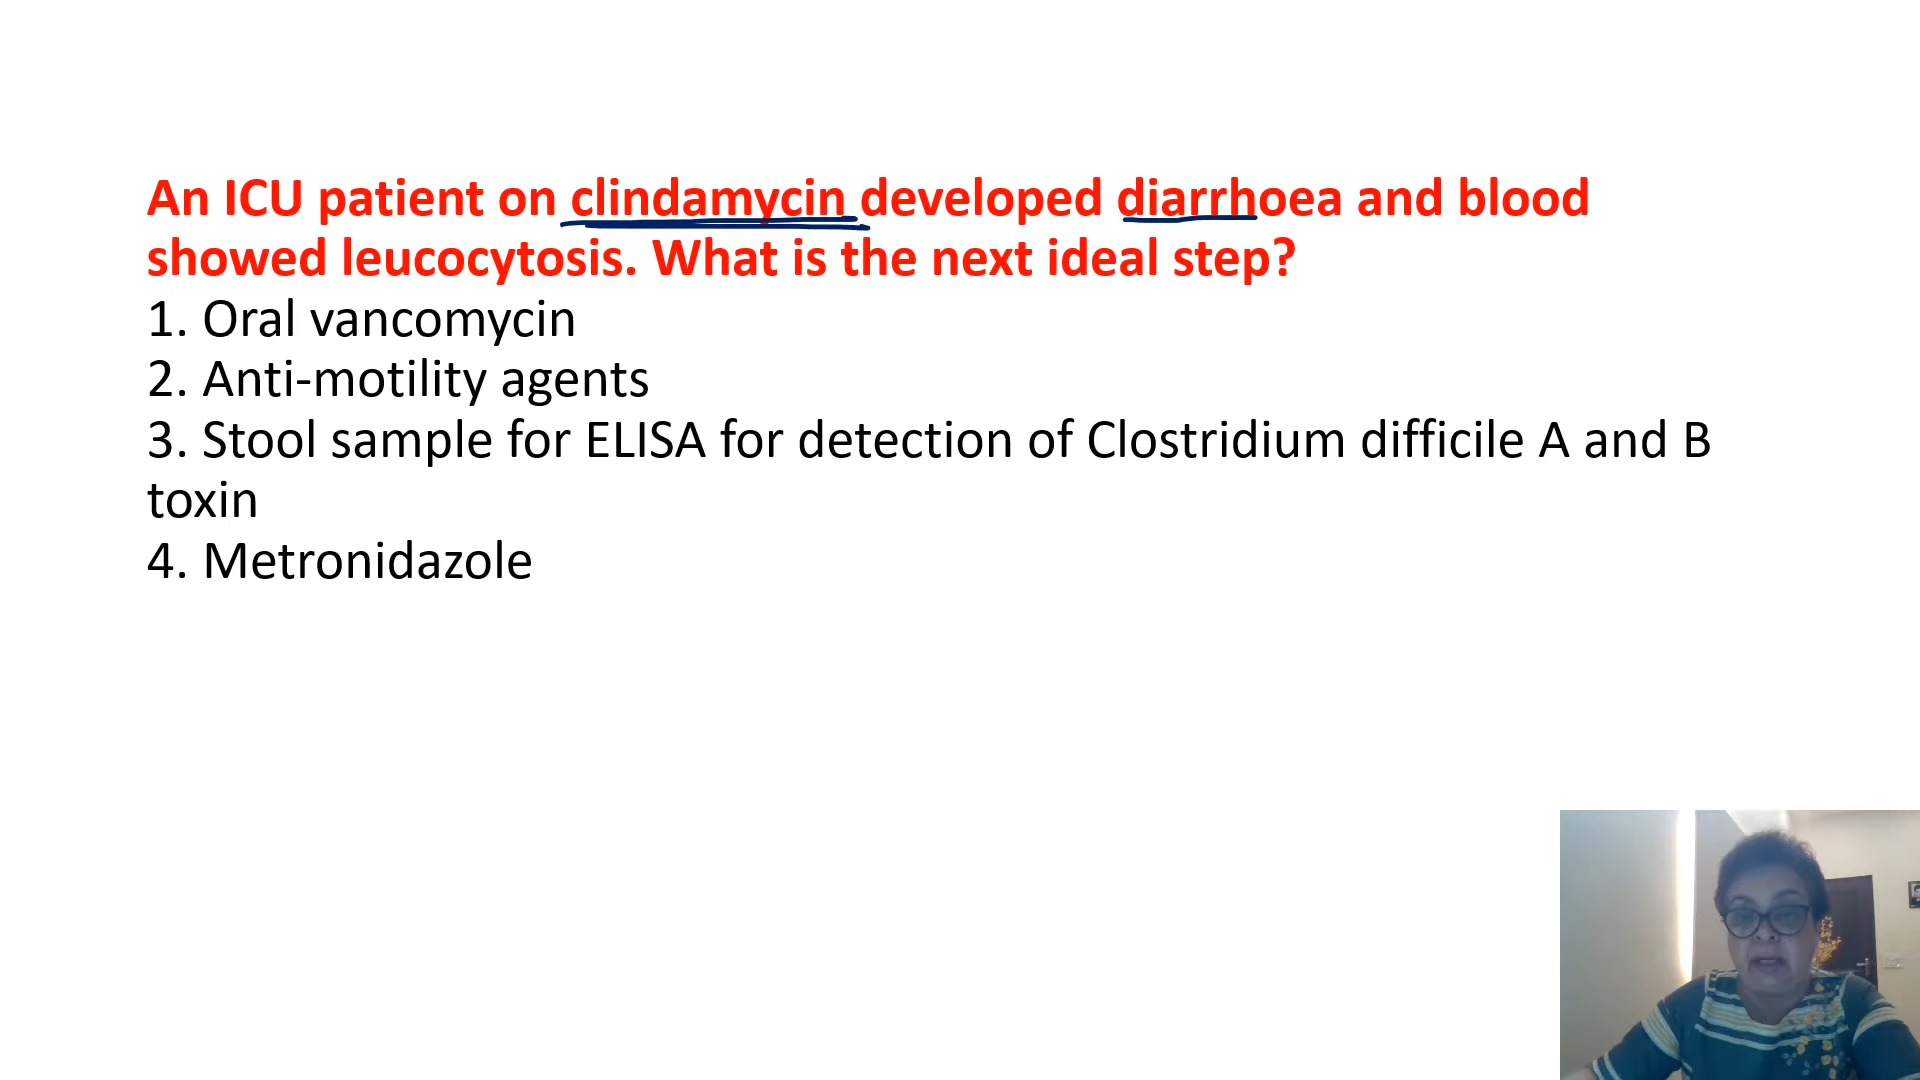 An ICU patient on clindamycin developed diarrhoea and blood
showed leucocytosis. What is the next ideal step?
1. Oral vancomycin
2. Anti-motility agents
3. Stool sample for ELISA for detection of Clostridium difficile A and B
toxin
4. Metronidazole